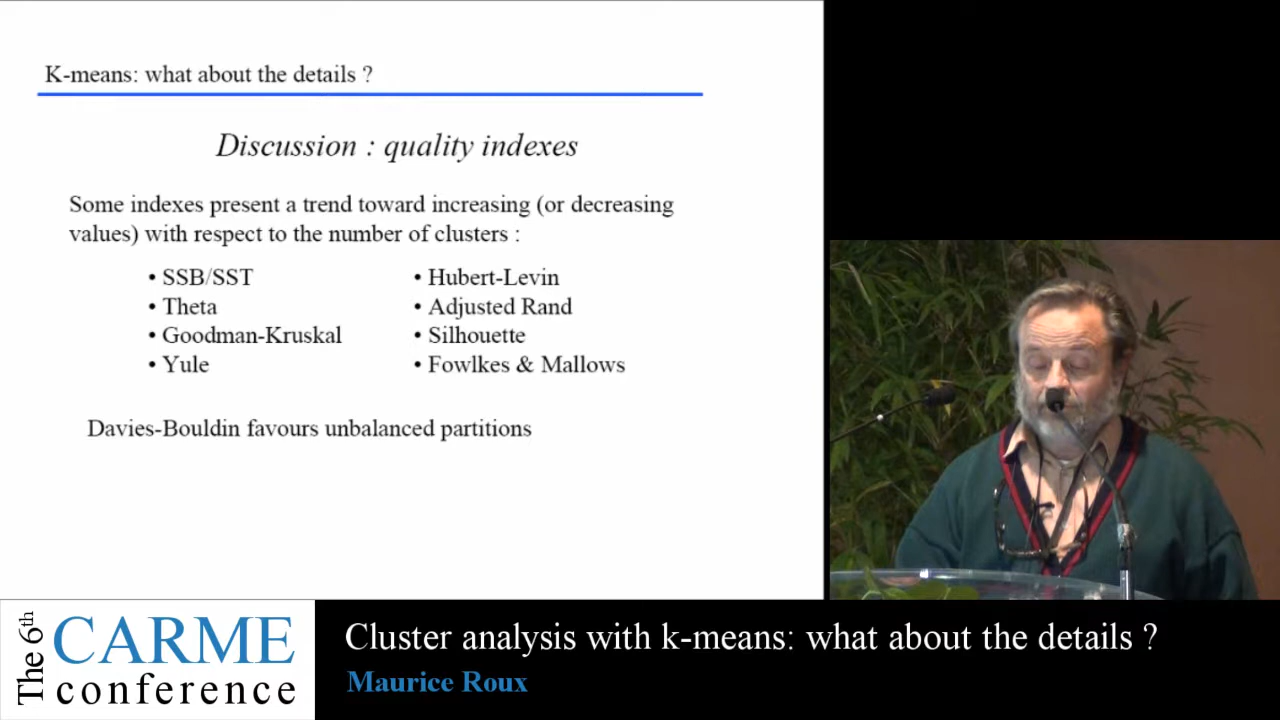 K-means: what about the details ?
Discussion : quality indexes
Some indexes present a trend toward increasing (or decreasing
values) with respect to the number of clusters :
• SSB/SST
• Theta
• Goodman-Kruskal
• Yule
• Hubert-Levin
• Adjusted Rand
• Silhouette
• Fowlkes & Mallows
Davies-Bouldin favours unbalanced partitions
The 6th
CARME
conference
Cluster analysis with k-means: what about the details ?
Maurice Roux